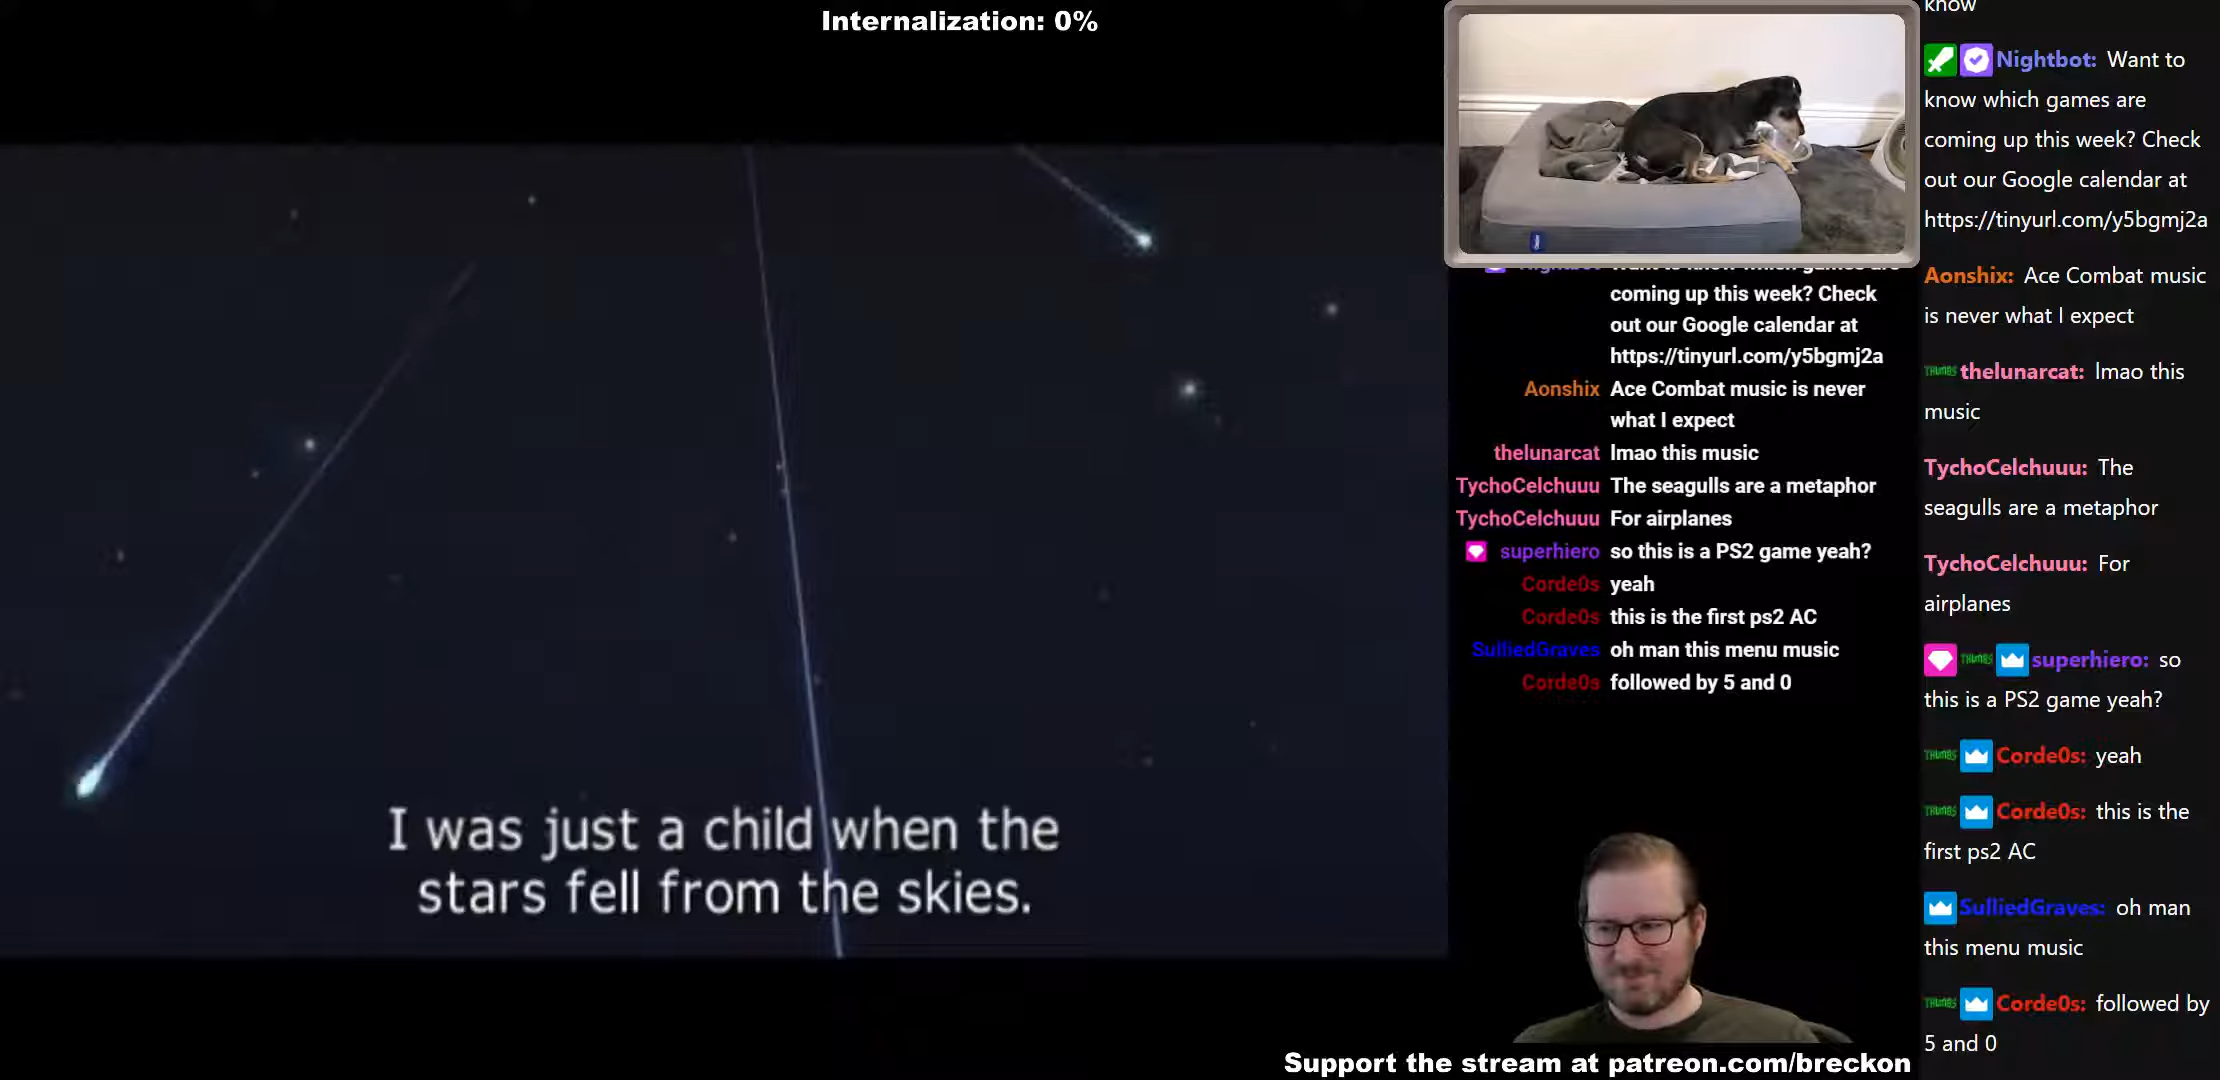 Internalization: 0%
I was just a child when the
stars fell from the skies.
coming up this week? Check
out our Google calendar at
https://tinyurl.com/y5bgmj2a
Aonshix Ace Combat music is never
what I expect
thelunarcat lmao this music
TychoCelchuuu The seagulls are a metaphor
TychoCelchuuu For airplanes
superhiero so this is a PS2 game yeah?
Corde0s yeah
Corde0s this is the first ps2 AC
SulliedGraves oh man this menu music
Corde0s followed by 5 and 0
Support the stream at patreon.com/breckon
know
Nightbot: Want to
know which games are
coming up this week? Check
out our Google calendar at
https://tinyurl.com/y5bgmj2a
Aonshix: Ace Combat music
is never what I expect
THUMBS thelunarcat: lmao this
music
TychoCelchuuu: The
seagulls are a metaphor
TychoCelchuuu: For
airplanes
THUMBS superhiero: so
this is a PS2 game yeah?
THUMBS Corde0s: yeah
THUMBS Corde0s: this is the
first ps2 AC
SulliedGraves: oh man
this menu music
THUMBS Corde0s: followed by
5 and 0